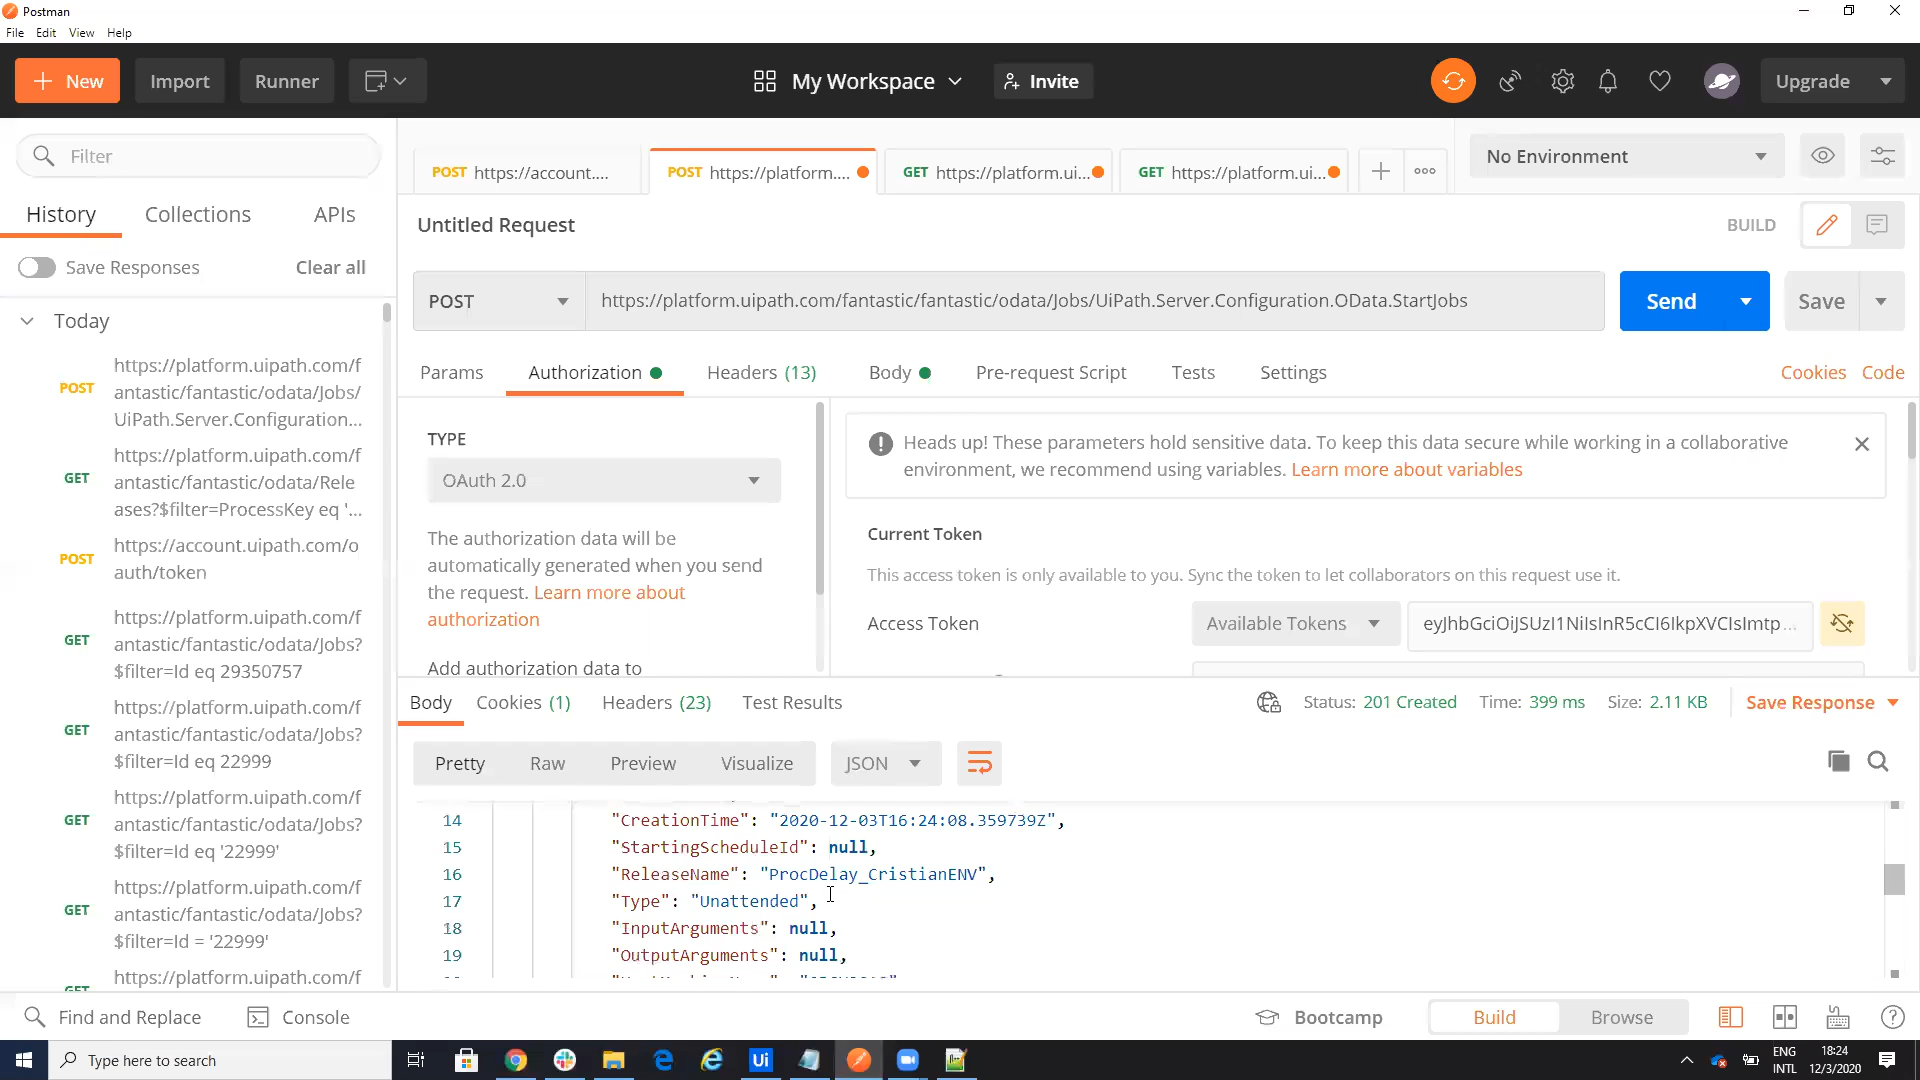 Postman
File Edit View Help
New Import Runner My Workspace Invite Upgrade
Filter
History Collections APIs
Save Responses Clear all
Today
POST https://platform.uipath.com/f
antastic/fantastic/odata/Jobs/
UiPath.Server.Configuration...
GET https://platform.uipath.com/f
antastic/fantastic/odata/Rele
ases?$filter=ProcessKey eq '...
POST https://account.uipath.com/o
auth/token
GET https://platform.uipath.com/f
antastic/fantastic/odata/Jobs?
$filter=Id eq 29350757
GET https://platform.uipath.com/f
antastic/fantastic/odata/Jobs?
$filter=Id eq 22999
GET https://platform.uipath.com/f
antastic/fantastic/odata/Jobs?
$filter=Id eq '22999'
GET https://platform.uipath.com/f
antastic/fantastic/odata/Jobs?
$filter=Id = '22999'
GET https://platform.uipath.com/f
POST https://account.... POST https://platform.... GET https://platform.ui... GET https://platform.ui... No Environment
Untitled Request BUILD
POST https://platform.uipath.com/fantastic/fantastic/odata/Jobs/UiPath.Server.Configuration.OData.StartJobs Send Save
Params Authorization Headers (13) Body Pre-request Script Tests Settings Cookies Code
TYPE
OAuth 2.0
The authorization data will be
automatically generated when you send
the request. Learn more about
authorization
Add authorization data to
Heads up! These parameters hold sensitive data. To keep this data secure while working in a collaborative
environment, we recommend using variables. Learn more about variables
Current Token
This access token is only available to you. Sync the token to let collaborators on this request use it.
Access Token Available Tokens eyJhbGciOiJSUzI1NiIsInR5cCI6IkpXVCIsImtp...
Body Cookies (1) Headers (23) Test Results Status: 201 Created Time: 399 ms Size: 2.11 KB Save Response
Pretty Raw Preview Visualize JSON
14 "CreationTime": "2020-12-03T16:24:08.359739Z",
15 "StartingScheduleId": null,
16 "ReleaseName": "ProcDelay_CristianENV",
17 "Type": "Unattended",
18 "InputArguments": null,
19 "OutputArguments": null,
Find and Replace Console Bootcamp Build Browse
Type here to search
Ui
ENG
INTL
18:24
12/3/2020